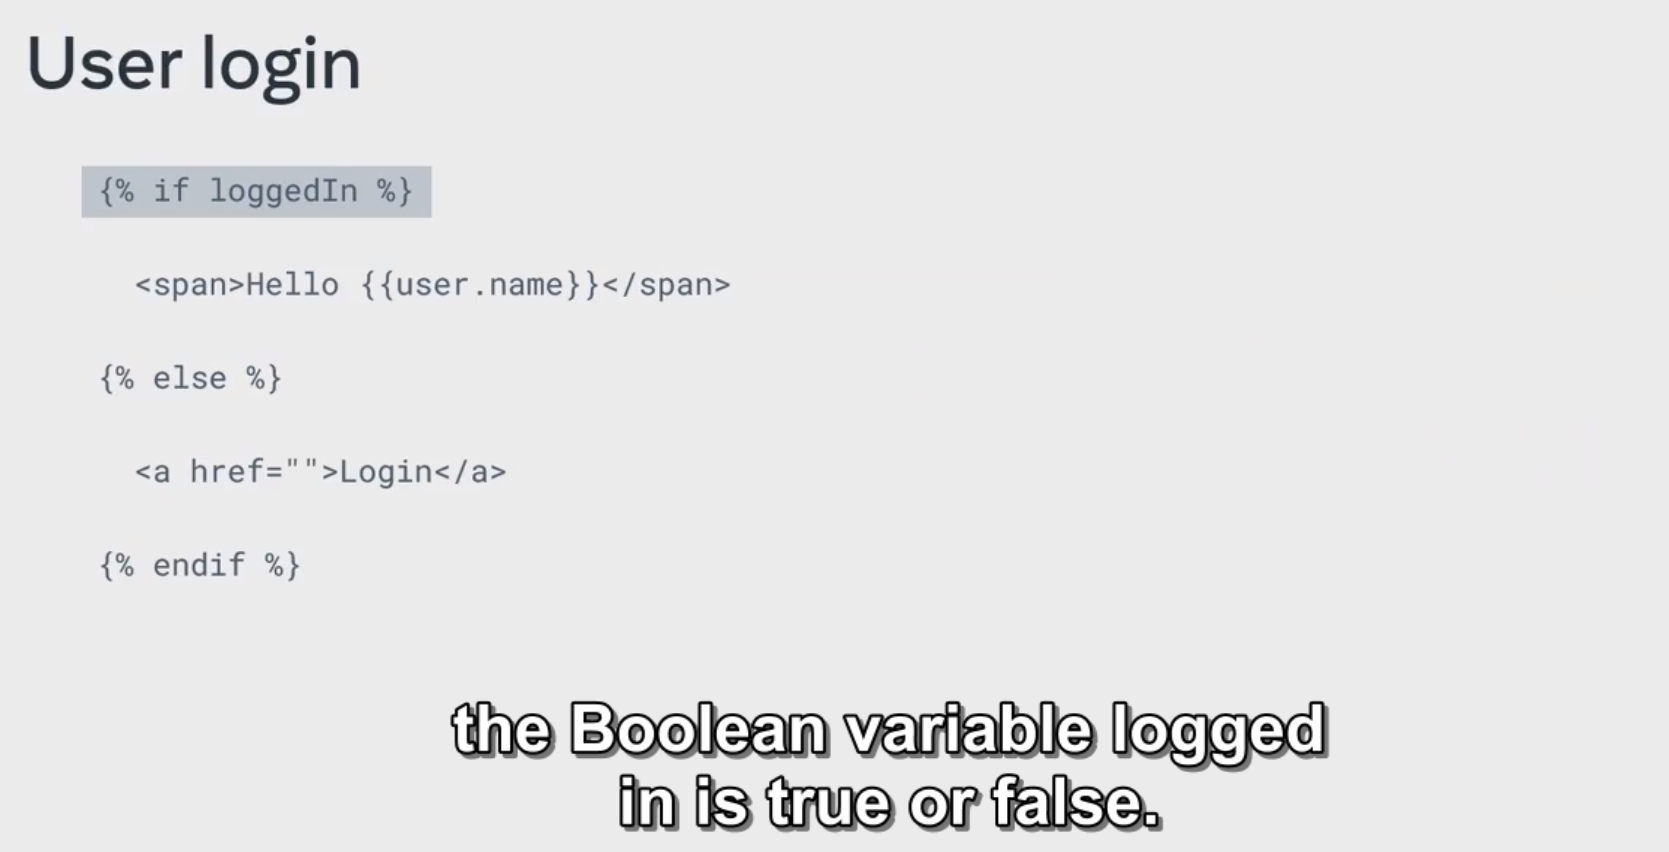 User login
{% if loggedIn %}
<span>Hello {{user.name}}</span>
{% else %}
<a href="">Login</a>
{% endif %}
the Boolean variable logged
in is true or false.